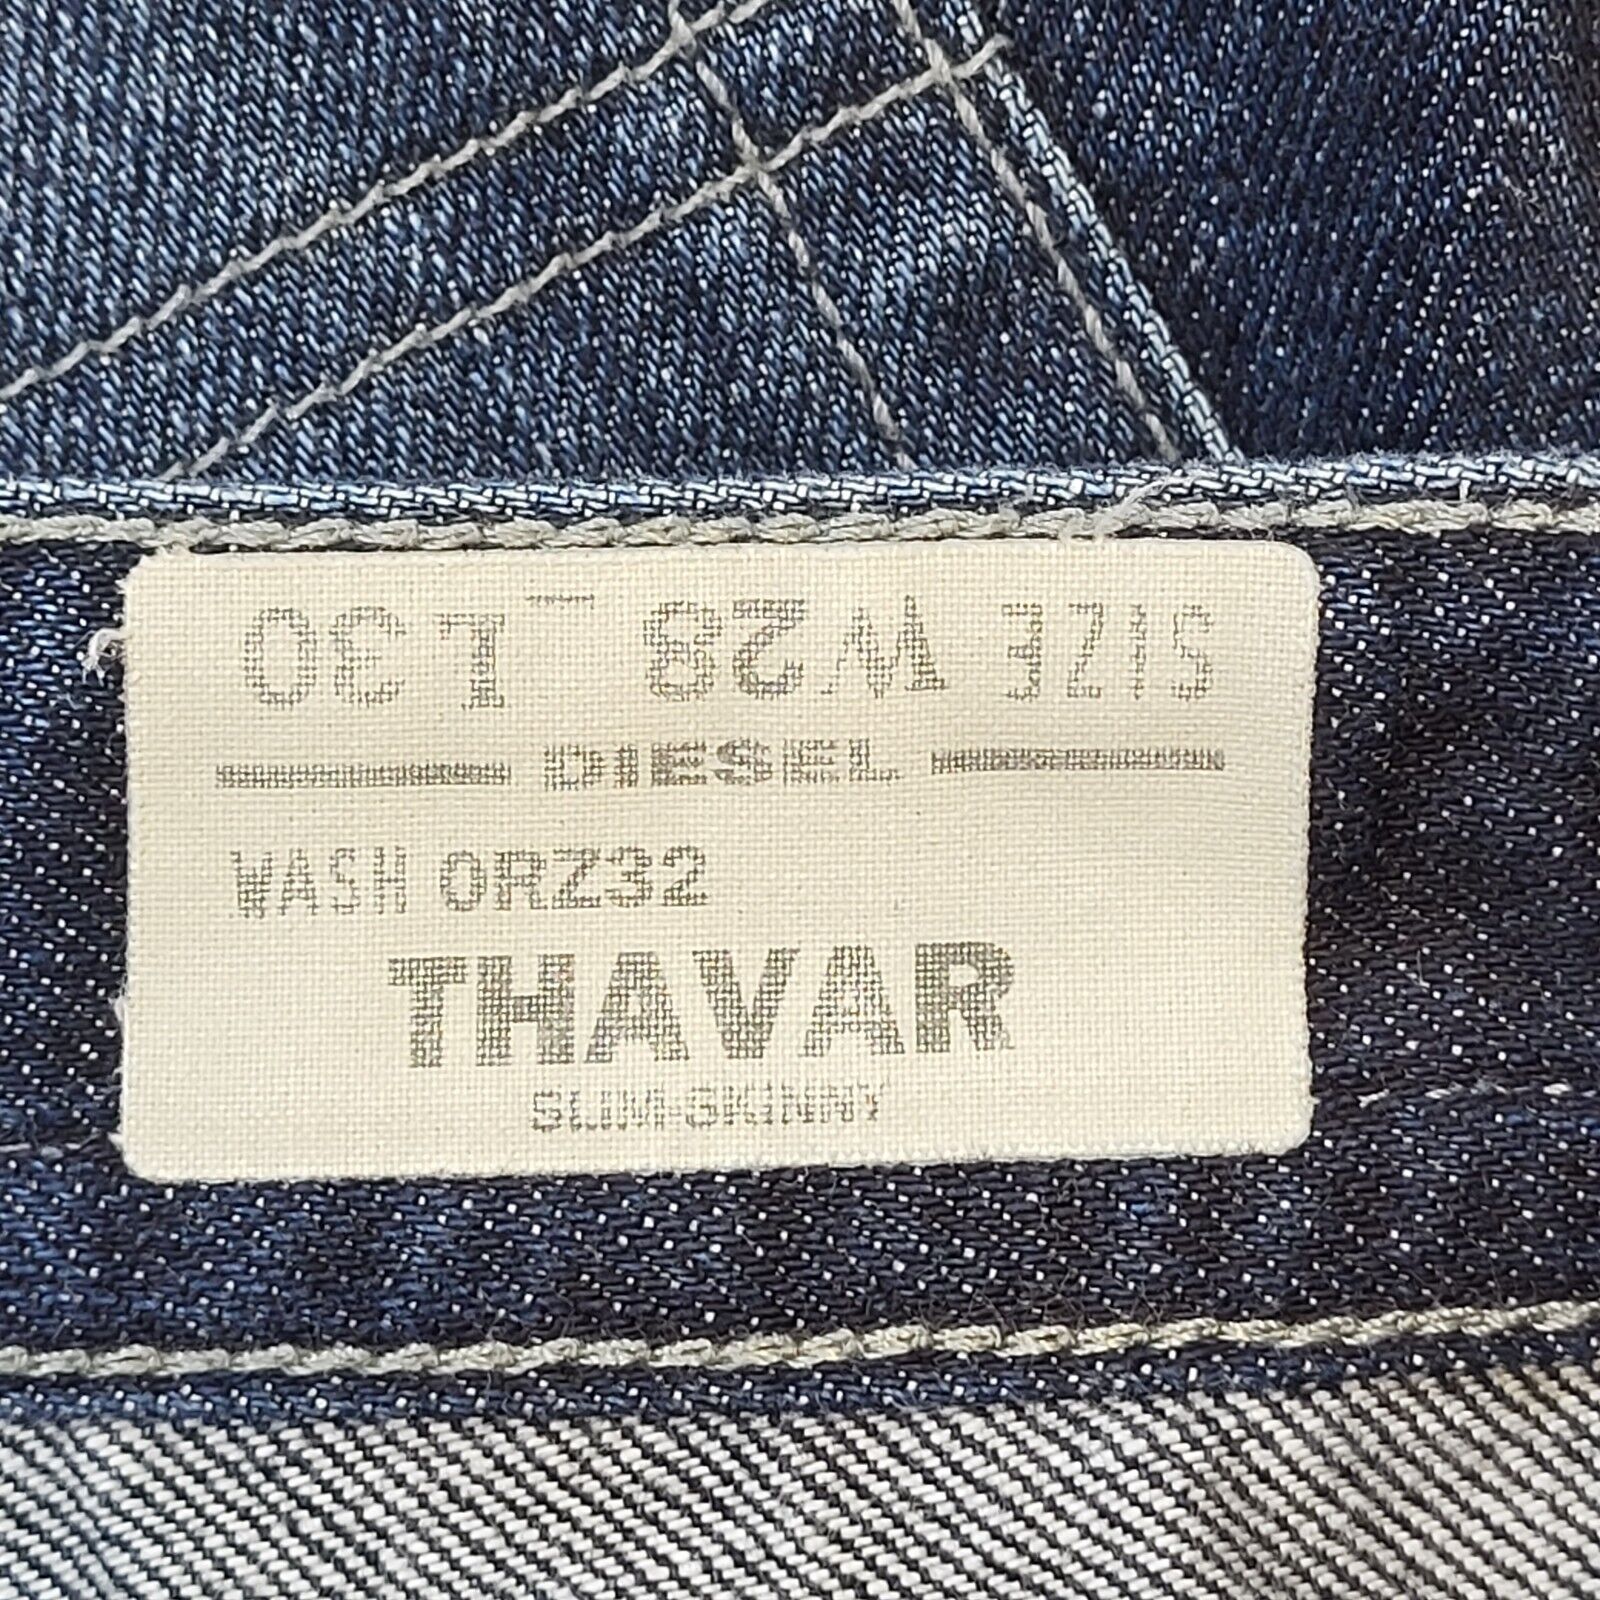 SIZE W28 L30
DIESEL
WASH 0RZ32
THAVAR
SLIM-SKINNY